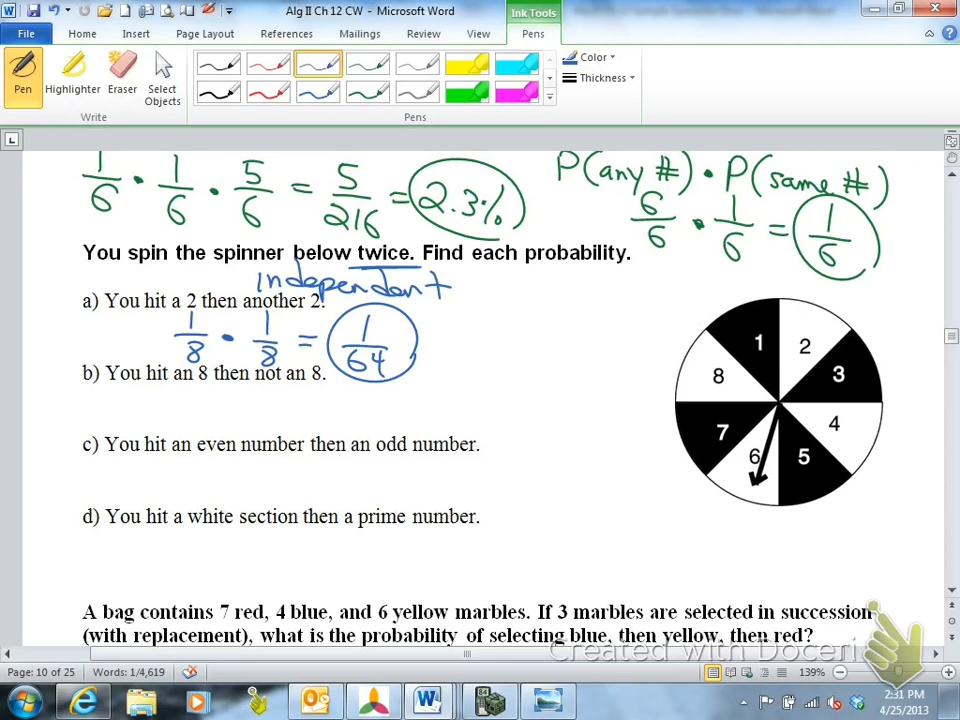 Alg II Ch 12 CW - Microsoft Word
Ink Tools
File Home Insert Page Layout References Mailings Review View Pens
Pen Highlighter Eraser Select Objects
Color
Thickness
Write Pens
1/6 · 1/6 · 5/6 = 5/216 = 2.3%
P(any #) · P(same #)
6/6 · 1/6 = 1/6
You spin the spinner below twice. Find each probability.
independent
a) You hit a 2 then another 2.
1/8 · 1/8 = 1/64
b) You hit an 8 then not an 8.
c) You hit an even number then an odd number.
d) You hit a white section then a prime number.
1 2
8 3
7 4
6 5
A bag contains 7 red, 4 blue, and 6 yellow marbles. If 3 marbles are selected in succession
(with replacement), what is the probability of selecting blue, then yellow, then red?
Created with Doceri
Page: 10 of 25 Words: 1/4,619 139%
2:31 PM
4/25/2013